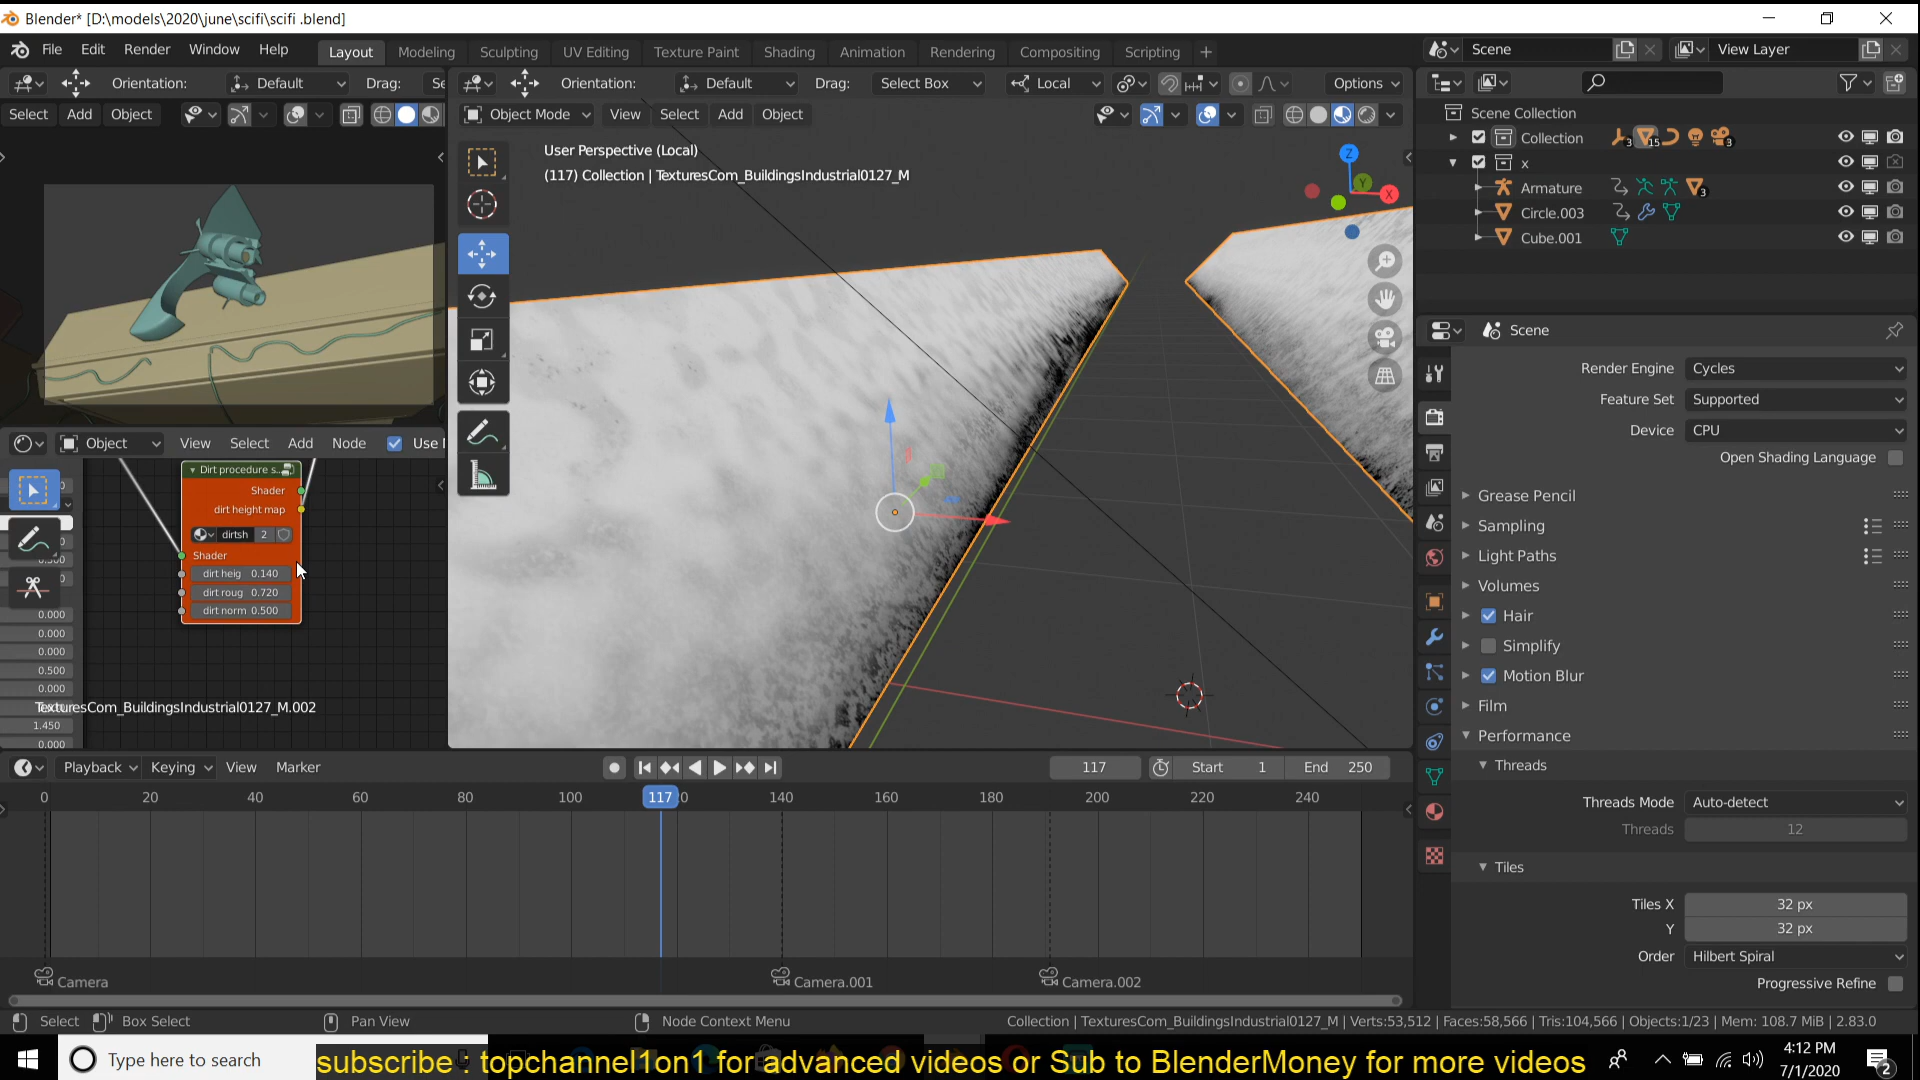 Blender* [D:\models\2020\june\scifi\scifi .blend]
File Edit Render Window Help Layout Modeling Sculpting UV Editing Texture Paint Shading Animation Rendering Compositing Scripting + Scene View Layer
Orientation: Default Drag: Se Orientation: Default Drag: Select Box Local Options
Select Add Object Object Mode View Select Add Object
User Perspective (Local)
(117) Collection | TexturesCom_BuildingsIndustrial0127_M
Z
Y
X
Scene Collection
Collection 3 15 3
x
Armature 3
Circle.003
Cube.001
Scene
Render Engine Cycles
Feature Set Supported
Device CPU
Open Shading Language
Grease Pencil
Sampling
Light Paths
Volumes
Hair
Simplify
Motion Blur
Film
Performance
Threads
Threads Mode Auto-detect
Threads 12
Tiles
Tiles X 32 px
Y 32 px
Order Hilbert Spiral
Progressive Refine
Object View Select Add Node Use
Dirt procedure s..
Shader
dirt height map
dirtsh 2
Shader
dirt heig 0.140
dirt roug 0.720
dirt norm 0.500
0.000
0.000
0.000
0.500
0.000
1.450
0.000
TexturesCom_BuildingsIndustrial0127_M.002
Playback Keying View Marker 117 Start 1 End 250
0 20 40 60 80 100 117 140 160 180 200 220 240
Camera Camera.001 Camera.002
Select Box Select Pan View Node Context Menu Collection | TexturesCom_BuildingsIndustrial0127_M | Verts:53,512 | Faces:58,566 | Tris:104,566 | Objects:1/23 | Mem: 108.7 MiB | 2.83.0
Type here to search
subscribe : topchannel1on1 for advanced videos or Sub to BlenderMoney for more videos
4:12 PM
7/1/2020
2